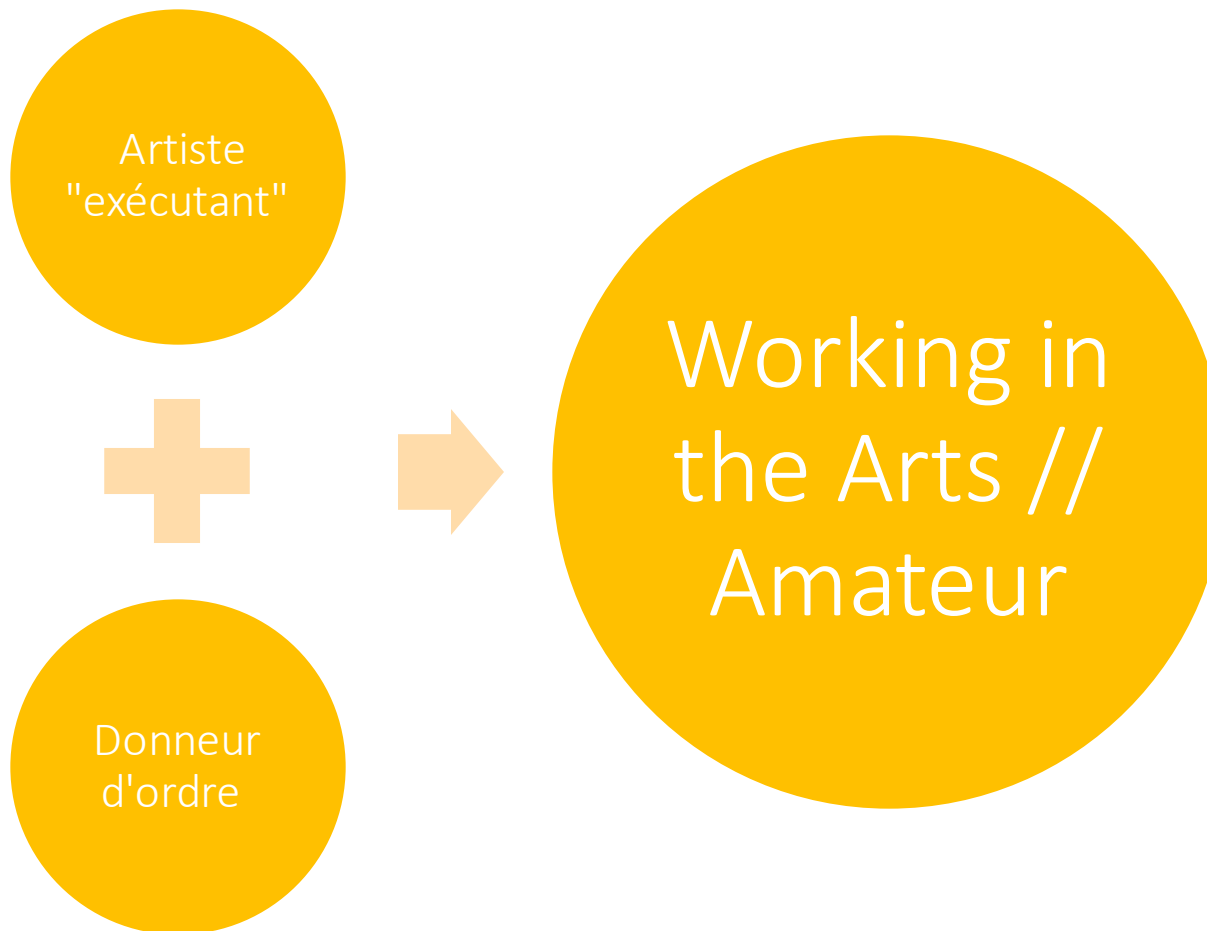 Artiste
"exécutant"
Donneur
d'ordre
Working in
the Arts //
Amateur